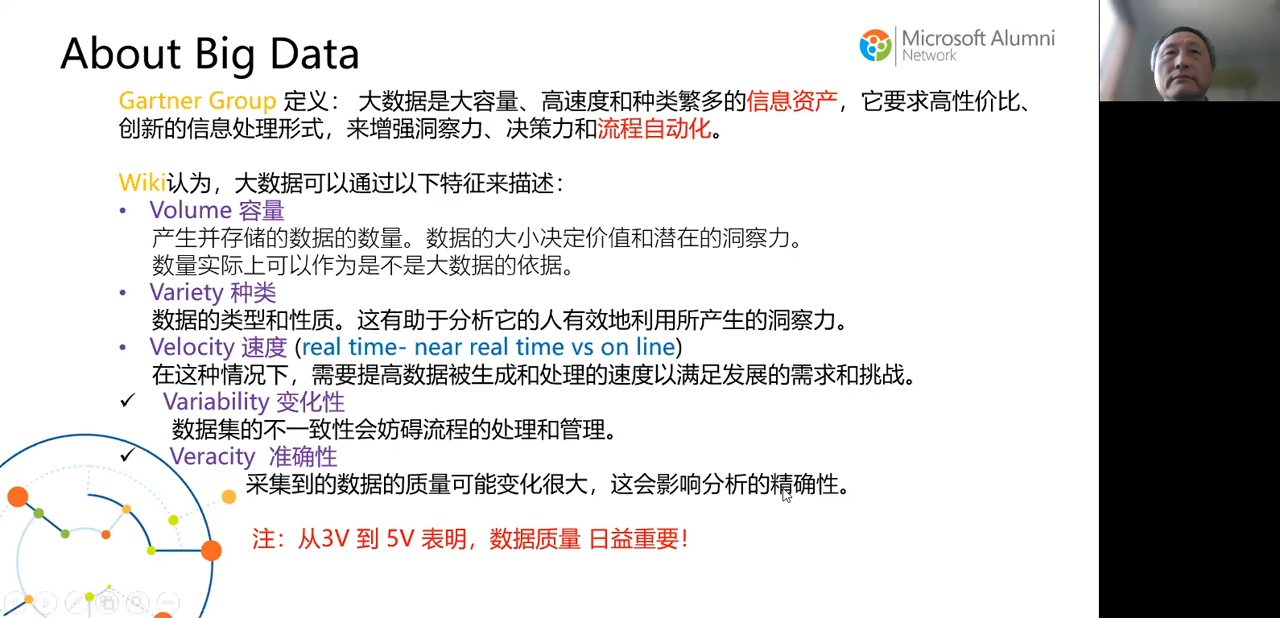 About Big Data
Microsoft Alumni
Network
Gartner Group 定义： 大数据是大容量、高速度和种类繁多的信息资产，它要求高性价比、
创新的信息处理形式，来增强洞察力、决策力和流程自动化。
Wiki认为，大数据可以通过以下特征来描述：
• Volume 容量
产生并存储的数据的数量。数据的大小决定价值和潜在的洞察力。
数量实际上可以作为是不是大数据的依据。
• Variety 种类
数据的类型和性质。这有助于分析它的人有效地利用所产生的洞察力。
• Velocity 速度 (real time- near real time vs on line)
在这种情况下，需要提高数据被生成和处理的速度以满足发展的需求和挑战。
✓ Variability 变化性
数据集的不一致性会妨碍流程的处理和管理。
✓ Veracity 准确性
采集到的数据的质量可能变化很大，这会影响分析的精确性。
注：从3V 到 5V 表明，数据质量 日益重要！